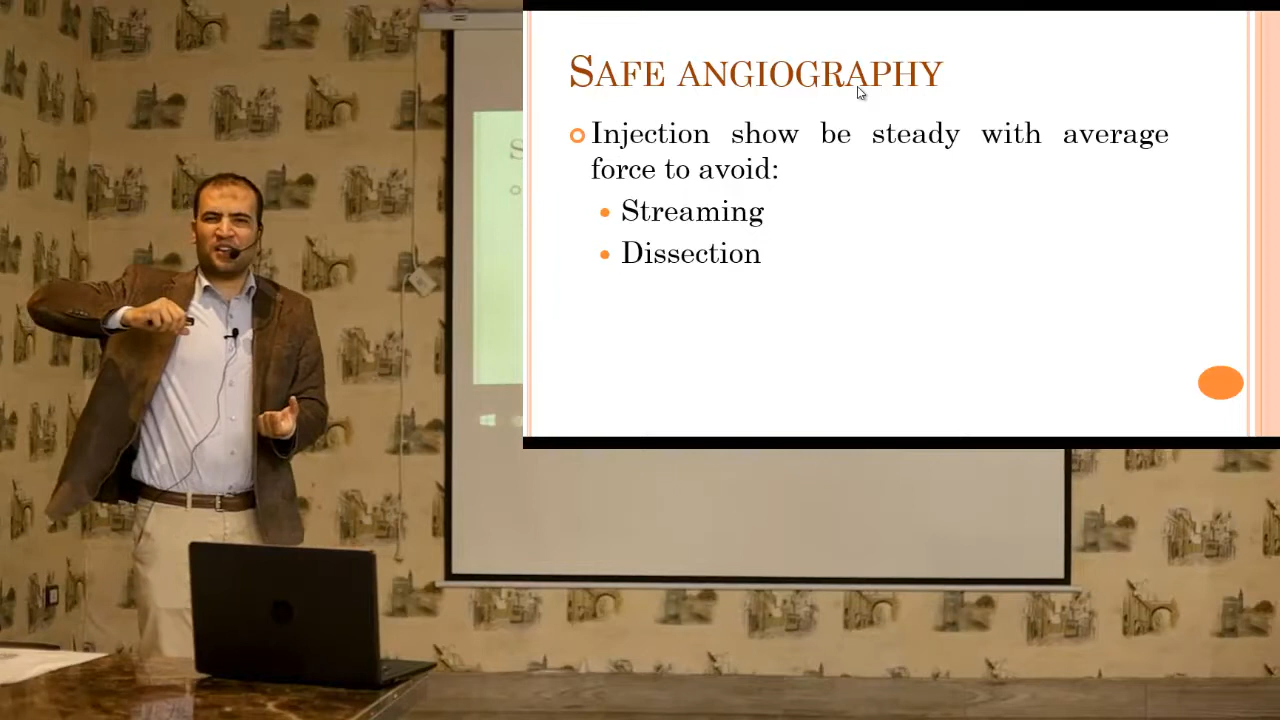 SAFE ANGIOGRAPHY
Injection show be steady with average
force to avoid:
Streaming
Dissection